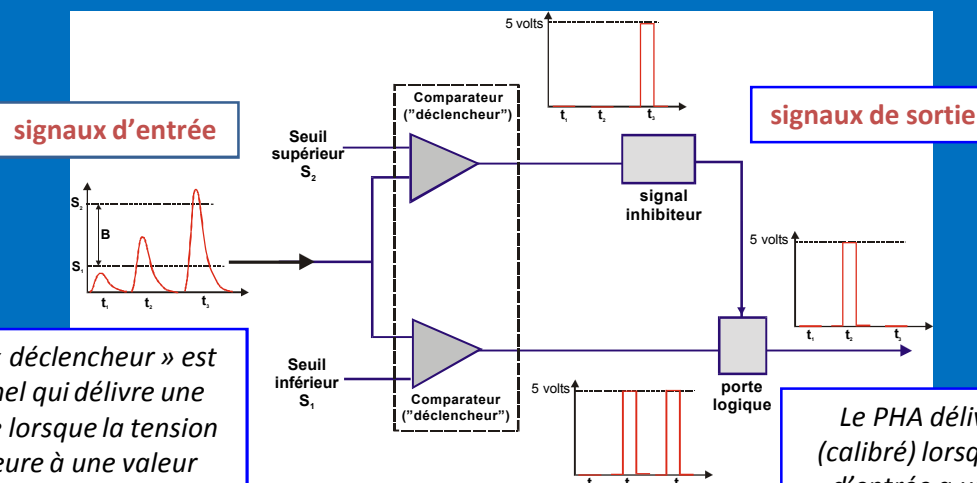 5 volts
t₁ t₂ t₃
signaux d'entrée
signaux de sortie
Comparateur
("déclencheur")
Seuil
supérieur
S₂
signal
inhibiteur
S₂
B
S₁
t₁ t₂ t₃
5 volts
t₁ t₂ t₃
« déclencheur » est
nel qui délivre une
lorsque la tension
eure à une valeur
Seuil
inférieur
S₁
Comparateur
("déclencheur")
5 volts
porte
logique
Le PHA déliv
(calibré) lorsq